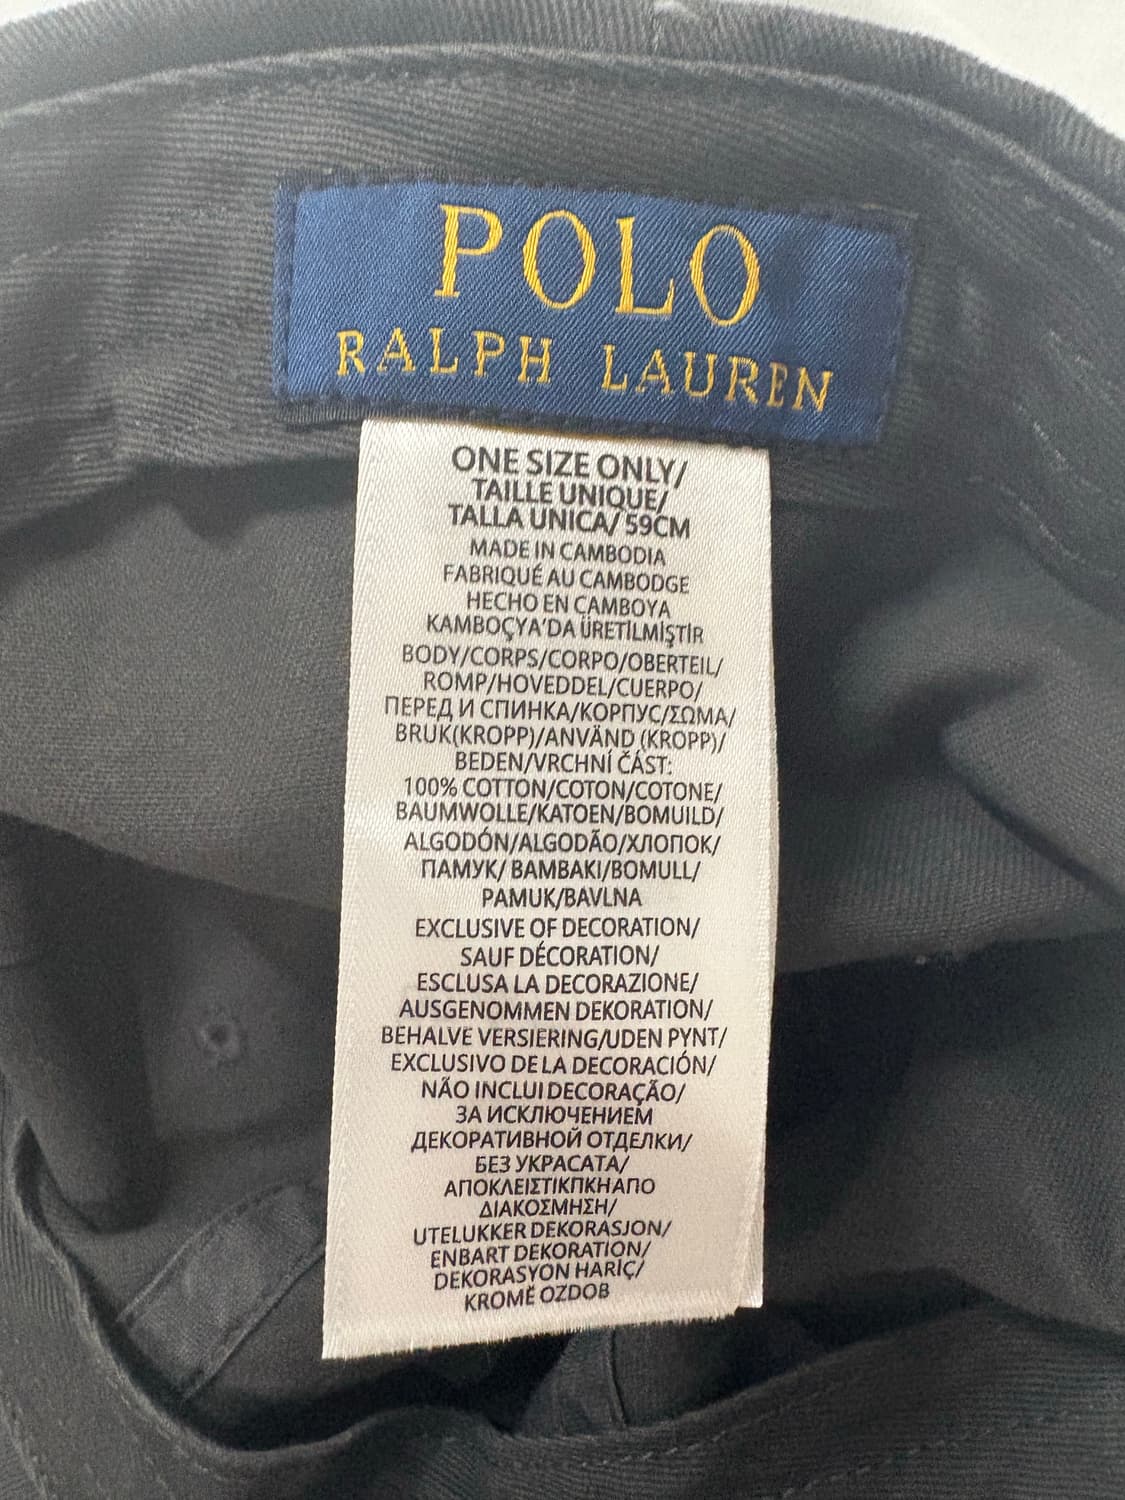 POLO
RALPH LAUREN
ONE SIZE ONLY/
TAILLE UNIQUE/
TALLA UNICA/ 59CM
MADE IN CAMBODIA
FABRIQUÉ AU CAMBODGE
HECHO EN CAMBOYA
KAMBOÇYA'DA ÜRETILMIŞTIR
BODY/CORPS/CORPO/OBERTEIL/
ROMP/HOVEDDEL/CUERPO/
ПЕРЕД И СПИНКА/КОРПУС/ΣΩΜΑ/
BRUK(KROPP)/ANVÄND (KROPP)/
BEDEN/VRCHNÍ ČÁST:
100% COTTON/COTON/COTONE/
BAUMWOLLE/KATOEN/BOMUILD/
ALGODÓN/ALGODÃO/ХЛОПОК/
ПАМУК/ BAMBAKI/BOMULL/
PAMUK/BAVLNA
EXCLUSIVE OF DECORATION/
SAUF DÉCORATION/
ESCLUSA LA DECORAZIONE/
AUSGENOMMEN DEKORATION/
BEHALVE VERSIERING/UDEN PYNT/
EXCLUSIVO DE LA DECORACIÓN/
NÃO INCLUI DECORAÇÃO/
ЗА ИСКЛЮЧЕНИЕМ
ДЕКОРАТИВНОЙ ОТДЕЛКИ/
БЕЗ УКРАСАТА/
ΑΠΟΚΛΕΙΣΤΙΚΠΚΗΑΠΟ
ΔΙΑΚΟΣΜΗΣΗ/
UTELUKKER DEKORASJON/
ENBART DEKORATION/
DEKORASYON HARIÇ/
KROMĚ OZDOB